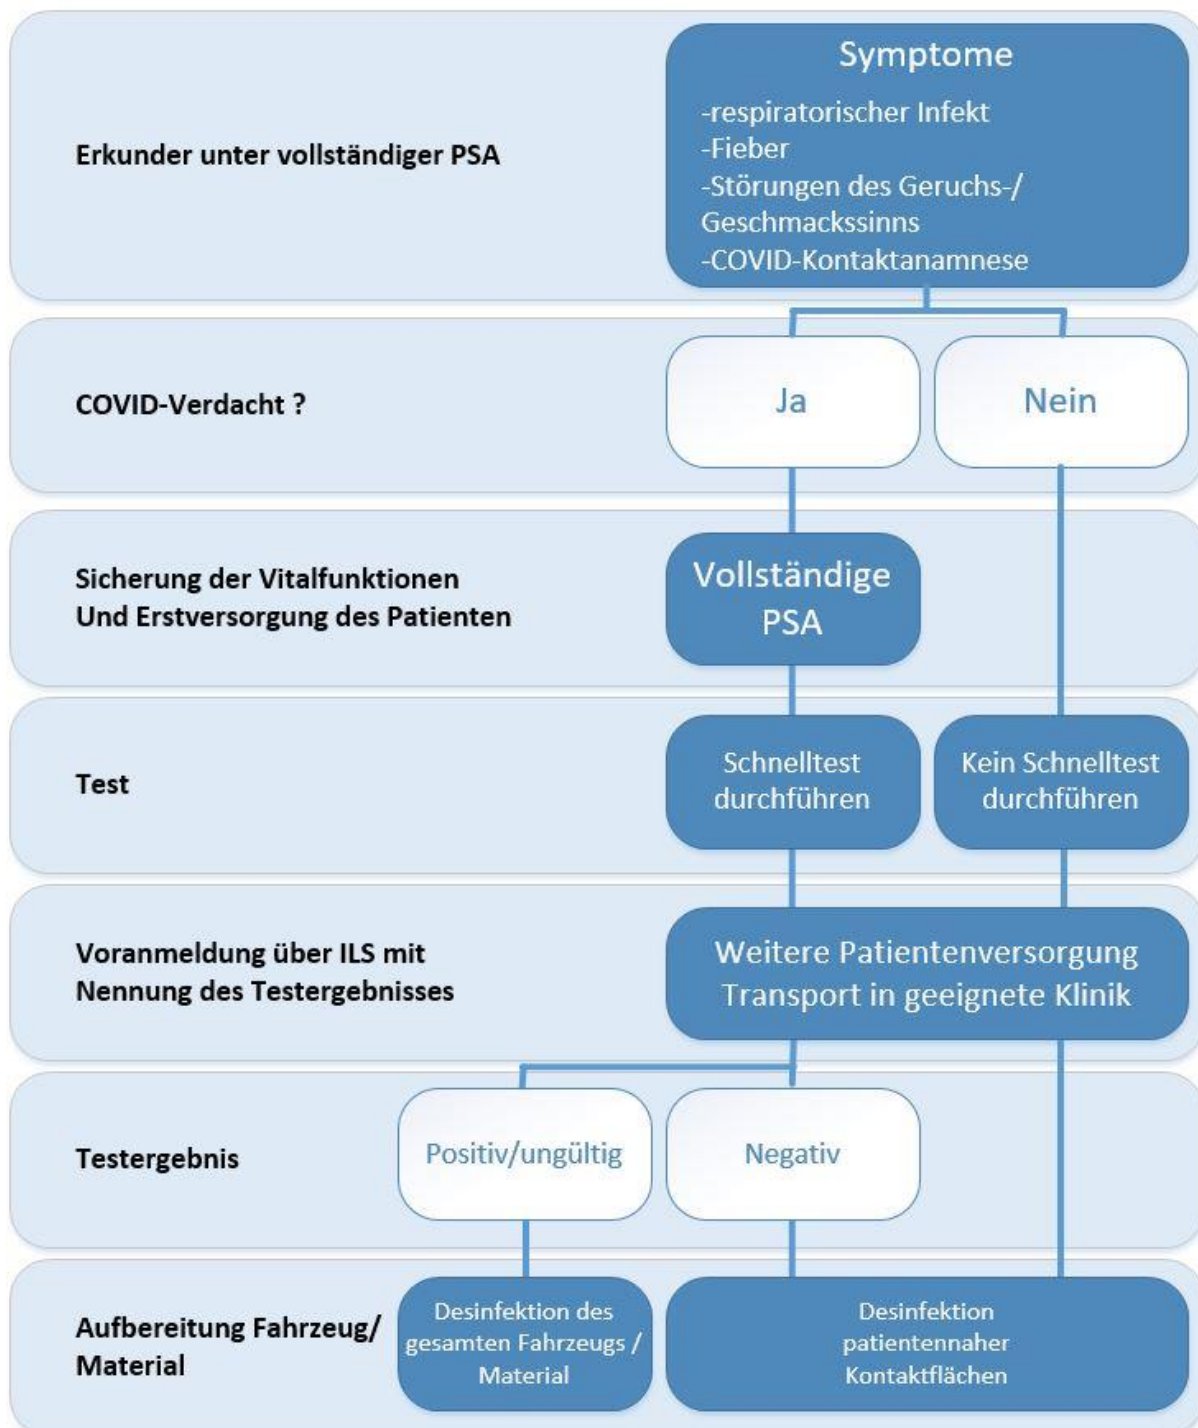 Symptome
-respiratorischer Infekt
-Fieber
-Störungen des Geruchs-/
Geschmackssinns
-COVID-Kontaktanamnese
Erkunder unter vollständiger PSA
COVID-Verdacht ?
Ja
Nein
Sicherung der Vitalfunktionen
Und Erstversorgung des Patienten
Vollständige
PSA
Test
Schnelltest
durchführen
Kein Schnelltest
durchführen
Voranmeldung über ILS mit
Nennung des Testergebnisses
Weitere Patientenversorgung
Transport in geeignete Klinik
Testergebnis
Positiv/ungültig
Negativ
Aufbereitung Fahrzeug/
Material
Desinfektion des
gesamten Fahrzeugs /
Material
Desinfektion
patientennaher
Kontaktflächen